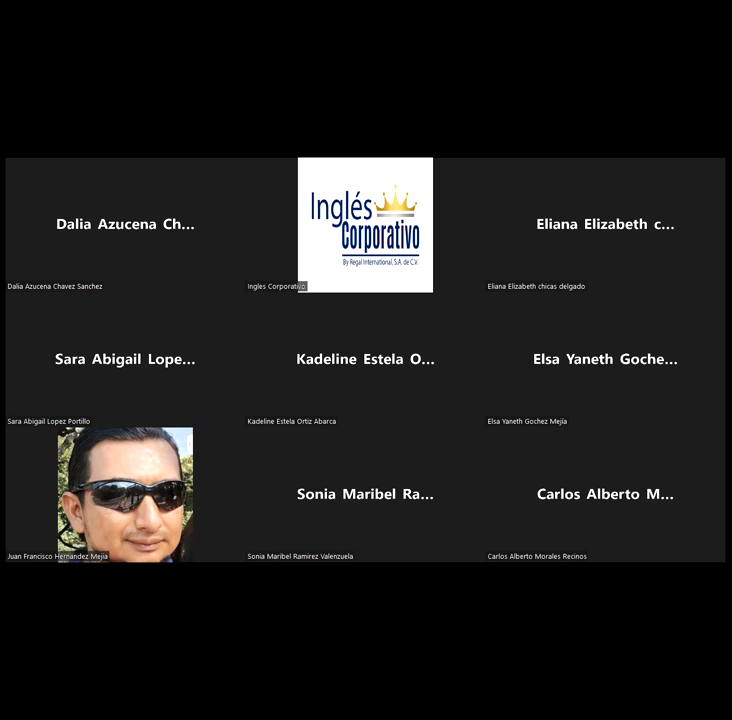 Dalia Azucena Ch...
Dalia Azucena Chavez Sanchez
Inglés
Corporativo
By Regal International, S.A. de C.V.
Ingles Corporativo
Eliana Elizabeth c...
Eliana Elizabeth chicas delgado
Sara Abigail Lope...
Sara Abigail Lopez Portillo
Kadeline Estela O...
Kadeline Estela Ortiz Abarca
Elsa Yaneth Goche...
Elsa Yaneth Gochez Mejía
Juan Francisco Hernandez Mejia
Sonia Maribel Ra...
Sonia Maribel Ramirez Valenzuela
Carlos Alberto M...
Carlos Alberto Morales Recinos